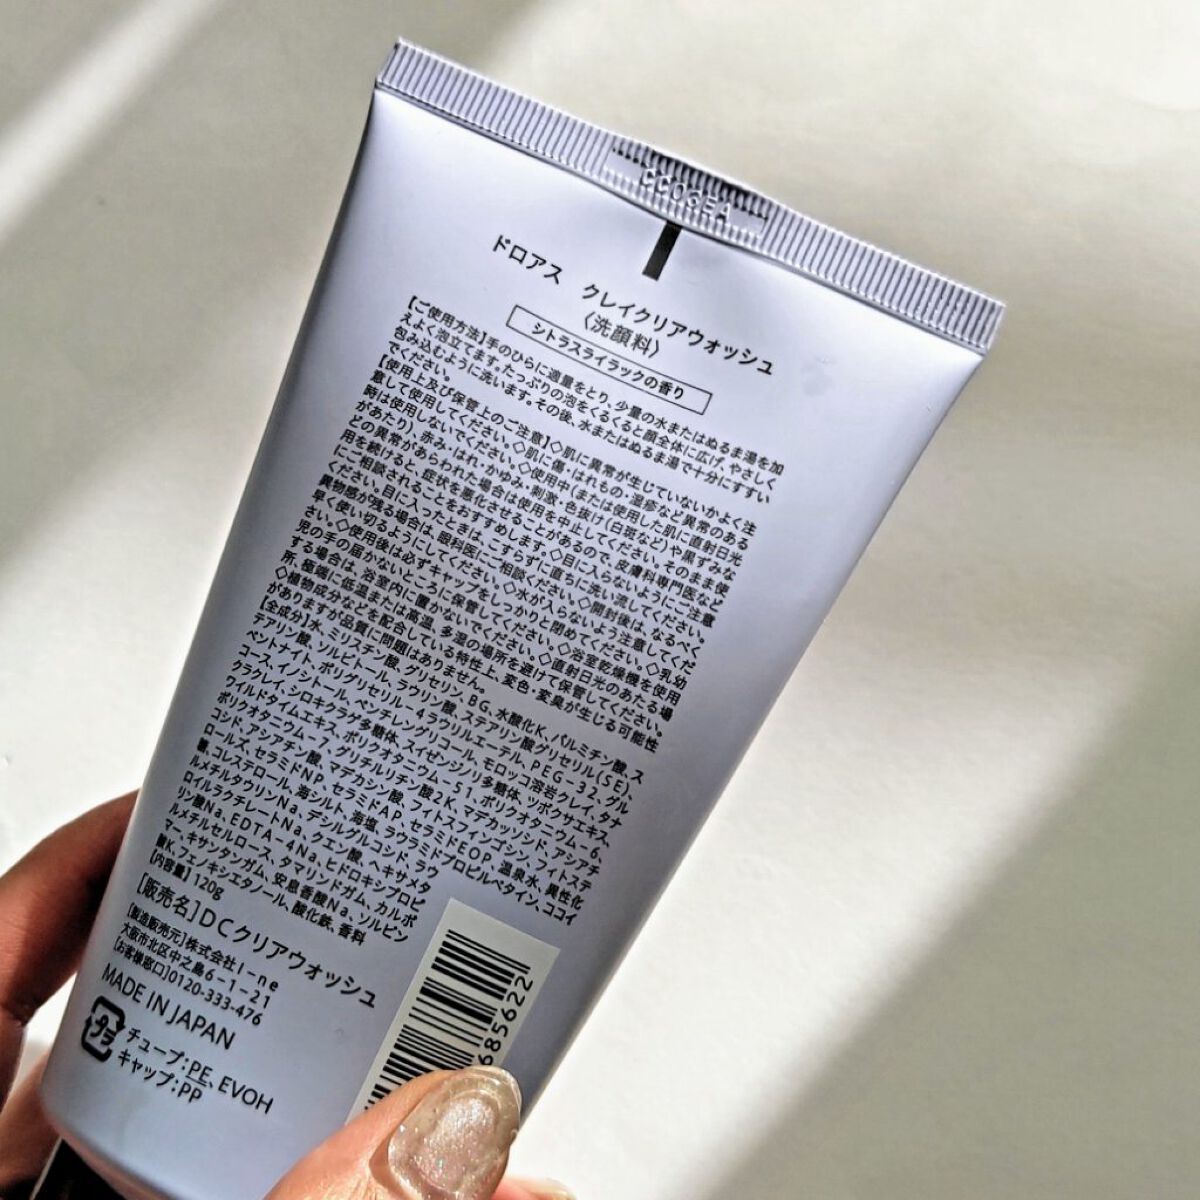 CC06EA
ドロアス クレイクリアウォッシュ
〈洗顔料〉
シトラスライラックの香り
【ご使用方法】手のひらに適量をとり、少量の水またはぬるま湯を加
えよく泡立てます。たっぷりの泡をくるくると顔全体に広げ、やさしく
包み込むように洗います。その後、水またはぬるま湯で十分にすすい
でください。
【使用上及び保管上のご注意】◇肌に異常が生じていないかよく注
意して使用してください。◇肌に傷・はれもの・湿疹など異常のある
時は使用しないでください。◇使用中(または使用した肌に直射日光
があたり)、赤み・はれ・かゆみ・刺激・色抜け(白斑など)や黒ずみな
どの異常があらわれた場合は使用を中止してください。そのまま使
用を続けると、症状を悪化させることがあるので、皮膚科専門医など
にご相談されることをおすすめします。◇目に入らないようにご注意
ください。目に入ったときは、こすらずに直ちに洗い流してください。
異物感が残る場合は、眼科医にご相談ください。◇開封後は、なるべく
早く使い切るようにしてください。◇水が入らないよう注意してくだ
さい。◇使用後は必ずキャップをしっかりと閉めてください。◇乳幼
児の手の届かないところに保管してください。◇浴室乾燥機を使用
する場合は、浴室内に置かないでください。◇直射日光のあたる場
所、極端に低温または高温、多湿の場所を避けて保管してください。
◇植物成分などを配合している特性上、変色・変臭が生じる可能性
がありますが品質に問題はありません。
【全成分】水、ミリスチン酸、グリセリン、BG、水酸化K、パルミチン酸、ス
テアリン酸、ソルビトール、ラウリン酸、ステアリン酸グリセリル(SE)、
ベントナイト、ポリグリセリル-4ラウリルエーテル、PEG-32、グル
コース、イノシトール、ペンチレングリコール、モロッコ溶岩クレイ、タナ
クラクレイ、シロキクラゲ多糖体、スイゼンジノリ多糖体、ツボクサエキス、
ワイルドタイムエキス、ポリクオタニウム-51、ポリクオタニウム-6、
ポリクオタニウム-7、グリチルリチン酸2K、マデカッソシド、アシアチ
コシド、アシアチン酸、マデカシン酸、フィトスフィンゴシン、フィトステ
ロールズ、セラミドNP、セラミドAP、セラミドEOP、温泉水、異性化
糖、コレステロール、海シルト、海塩、ラウラミドプロピルベタイン、ココイ
ルメチルタウリンNa、デシルグルコシド、ラウ
ロイルラクチレートNa、クエン酸、ヘキサメタ
リン酸Na、EDTA-4Na、ヒドロキシプロピ
ルメチルセルロース、タマリンドガム、カルボ
マー、キサンタンガム、安息香酸Na、ソルビン
酸K、フェノキシエタノール、酸化鉄、香料
【内容量】120g
[販売名]DCクリアウォッシュ
【製造販売元】株式会社I-ne
大阪市北区中之島6-1-21
【お客様窓口】0120-333-476
MADE IN JAPAN
プラ
チューブ:PE、EVOH
キャップ:PP
685622